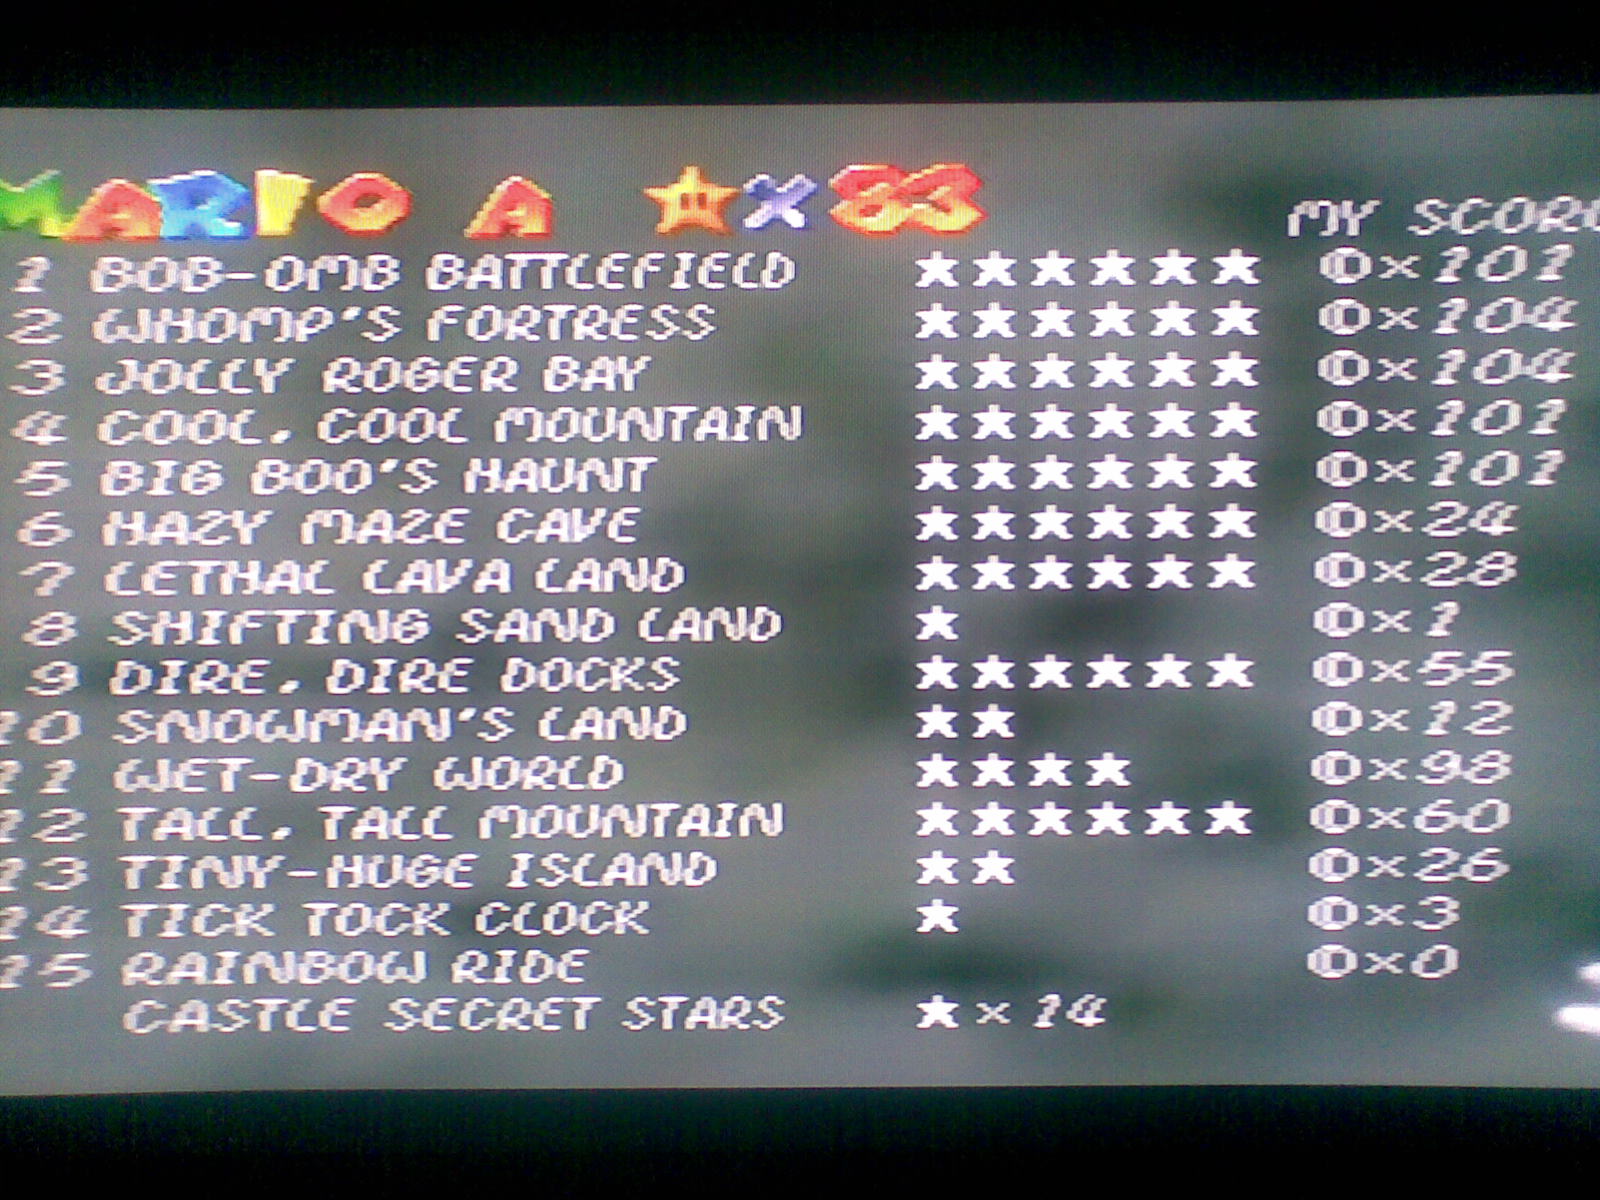 MARIO A ★×83
MY SCORE
1 BOB-OMB BATTLEFIELD ★★★★★★ ©×101
2 WHOMP'S FORTRESS ★★★★★★ ©×104
3 JOLLY ROGER BAY ★★★★★★ ©×104
4 COOL, COOL MOUNTAIN ★★★★★★ ©×101
5 BIG BOO'S HAUNT ★★★★★★ ©×101
6 HAZY MAZE CAVE ★★★★★★ ©×24
7 LETHAL LAVA LAND ★★★★★★ ©×28
8 SHIFTING SAND LAND ★ ©×1
9 DIRE, DIRE DOCKS ★★★★★★ ©×55
10 SNOWMAN'S LAND ★★ ©×12
11 WET-DRY WORLD ★★★★ ©×98
12 TALL, TALL MOUNTAIN ★★★★★★ ©×60
13 TINY-HUGE ISLAND ★★ ©×26
14 TICK TOCK CLOCK ★ ©×3
15 RAINBOW RIDE ©×0
CASTLE SECRET STARS ★×14